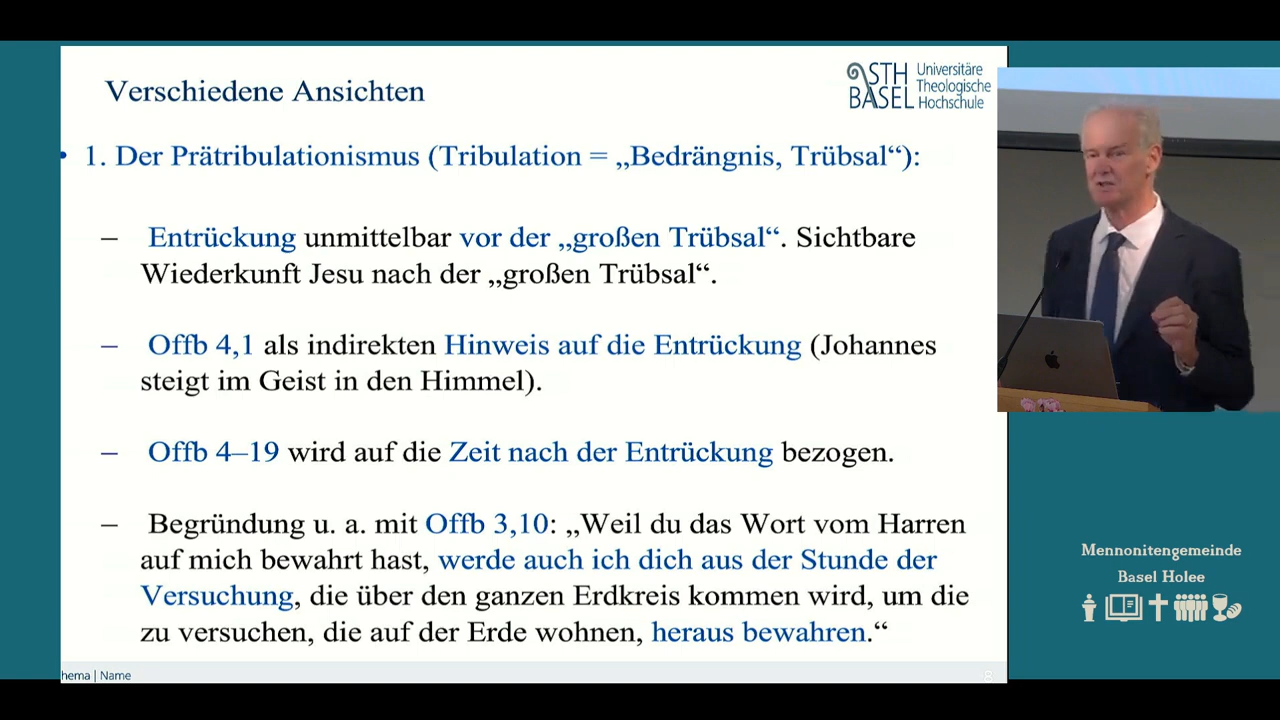 Verschiedene Ansichten
STH BASEL
Universitäre
Theologische
Hochschule
• 1. Der Prätribulationismus (Tribulation = „Bedrängnis, Trübsal“):
– Entrückung unmittelbar vor der „großen Trübsal“. Sichtbare
Wiederkunft Jesu nach der „großen Trübsal“.
– Offb 4,1 als indirekten Hinweis auf die Entrückung (Johannes
steigt im Geist in den Himmel).
– Offb 4–19 wird auf die Zeit nach der Entrückung bezogen.
– Begründung u. a. mit Offb 3,10: „Weil du das Wort vom Harren
auf mich bewahrt hast, werde auch ich dich aus der Stunde der
Versuchung, die über den ganzen Erdkreis kommen wird, um die
zu versuchen, die auf der Erde wohnen, heraus bewahren.“
hema | Name
8
Mennonitengemeinde
Basel Holee